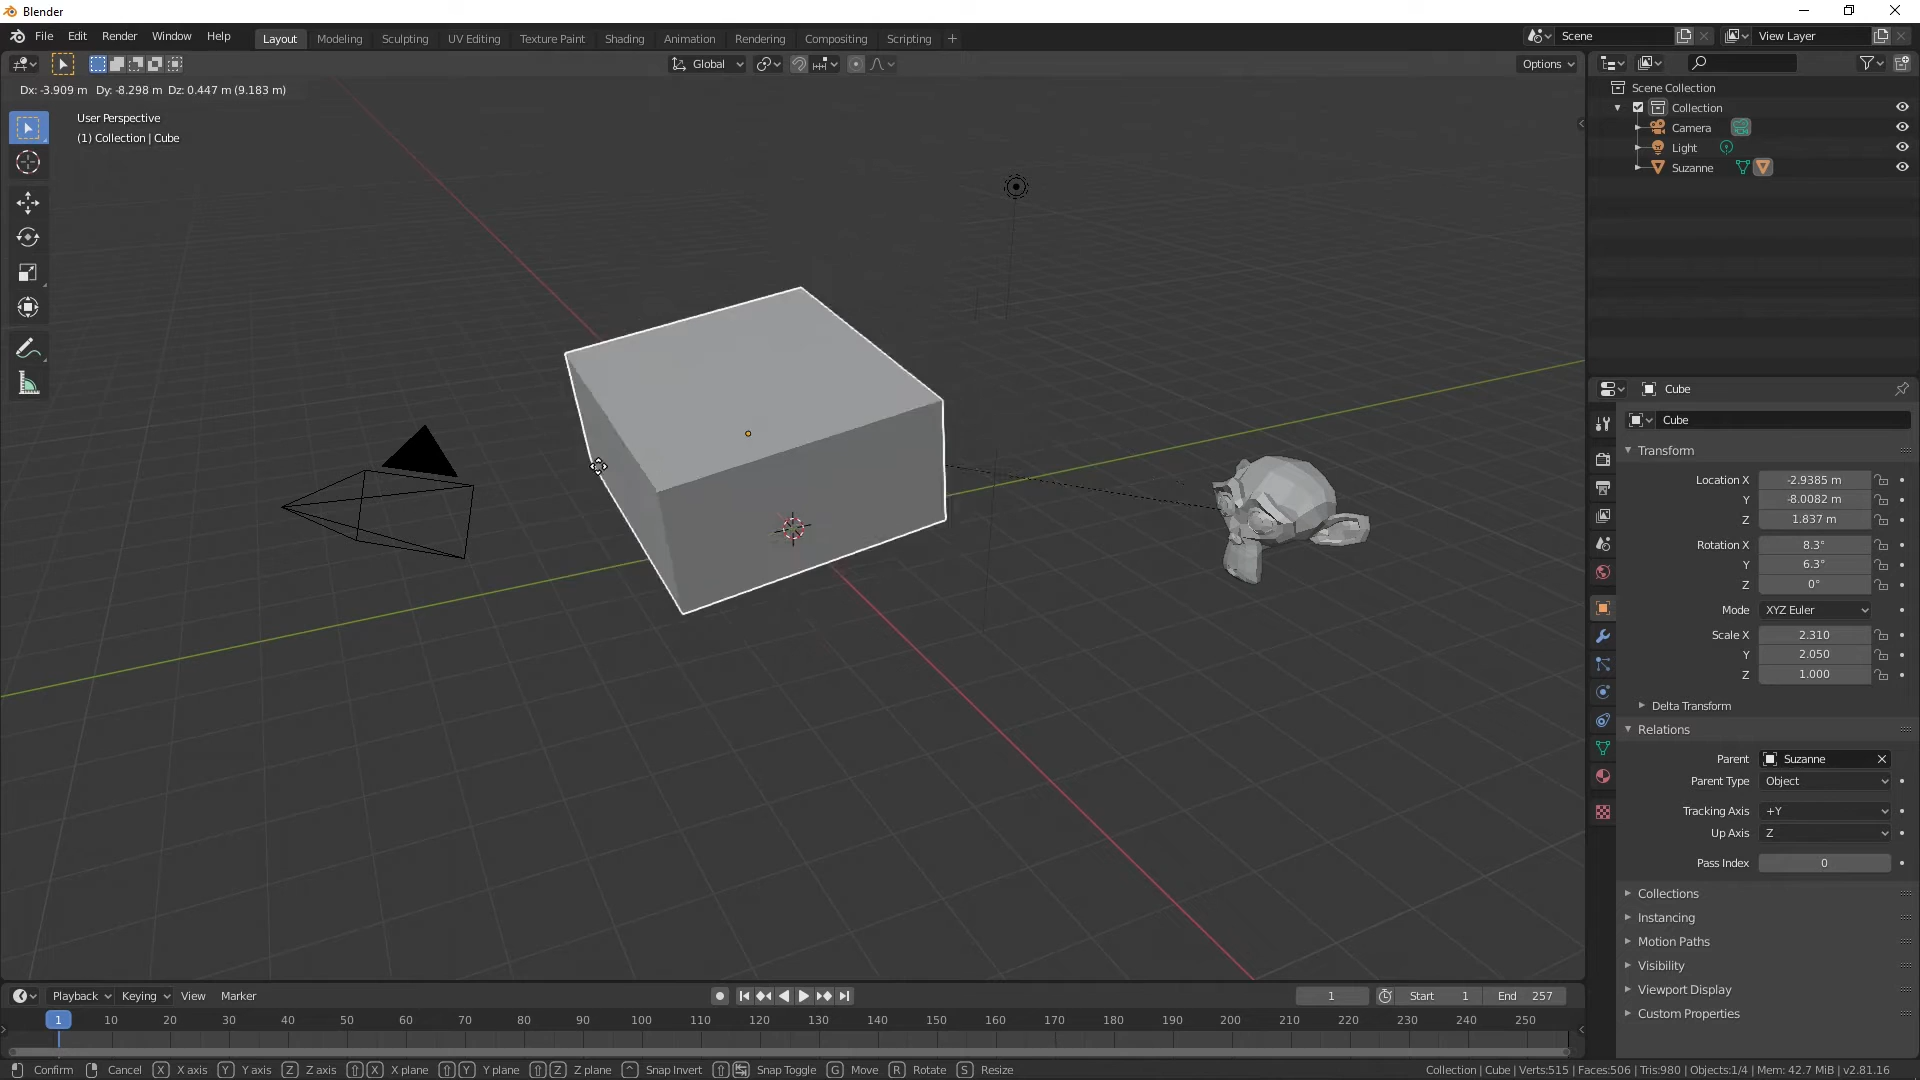 Blender
File Edit Render Window Help Layout Modeling Sculpting UV Editing Texture Paint Shading Animation Rendering Compositing Scripting + Scene View Layer
Global Options
Dx: -3.909 m Dy: -8.298 m Dz: 0.447 m (9.183 m)
User Perspective
(1) Collection | Cube
Scene Collection
Collection
Camera
Light
Suzanne
Cube
Cube
Transform
Location X -2.9385 m
Y -8.0082 m
Z 1.837 m
Rotation X 8.3°
Y 6.3°
Z 0°
Mode XYZ Euler
Scale X 2.310
Y 2.050
Z 1.000
Delta Transform
Relations
Parent Suzanne
Parent Type Object
Tracking Axis +Y
Up Axis Z
Pass Index 0
Collections
Instancing
Motion Paths
Visibility
Viewport Display
Custom Properties
Playback Keying View Marker 1 Start 1 End 257
1 10 20 30 40 50 60 70 80 90 100 110 120 130 140 150 160 170 180 190 200 210 220 230 240 250
Confirm Cancel X X axis Y Y axis Z Z axis X X plane Y Y plane Z Z plane Snap Invert Snap Toggle G Move R Rotate S Resize Collection | Cube | Verts:515 | Faces:506 | Tris:980 | Objects:1/4 | Mem: 42.7 MiB | v2.81.16